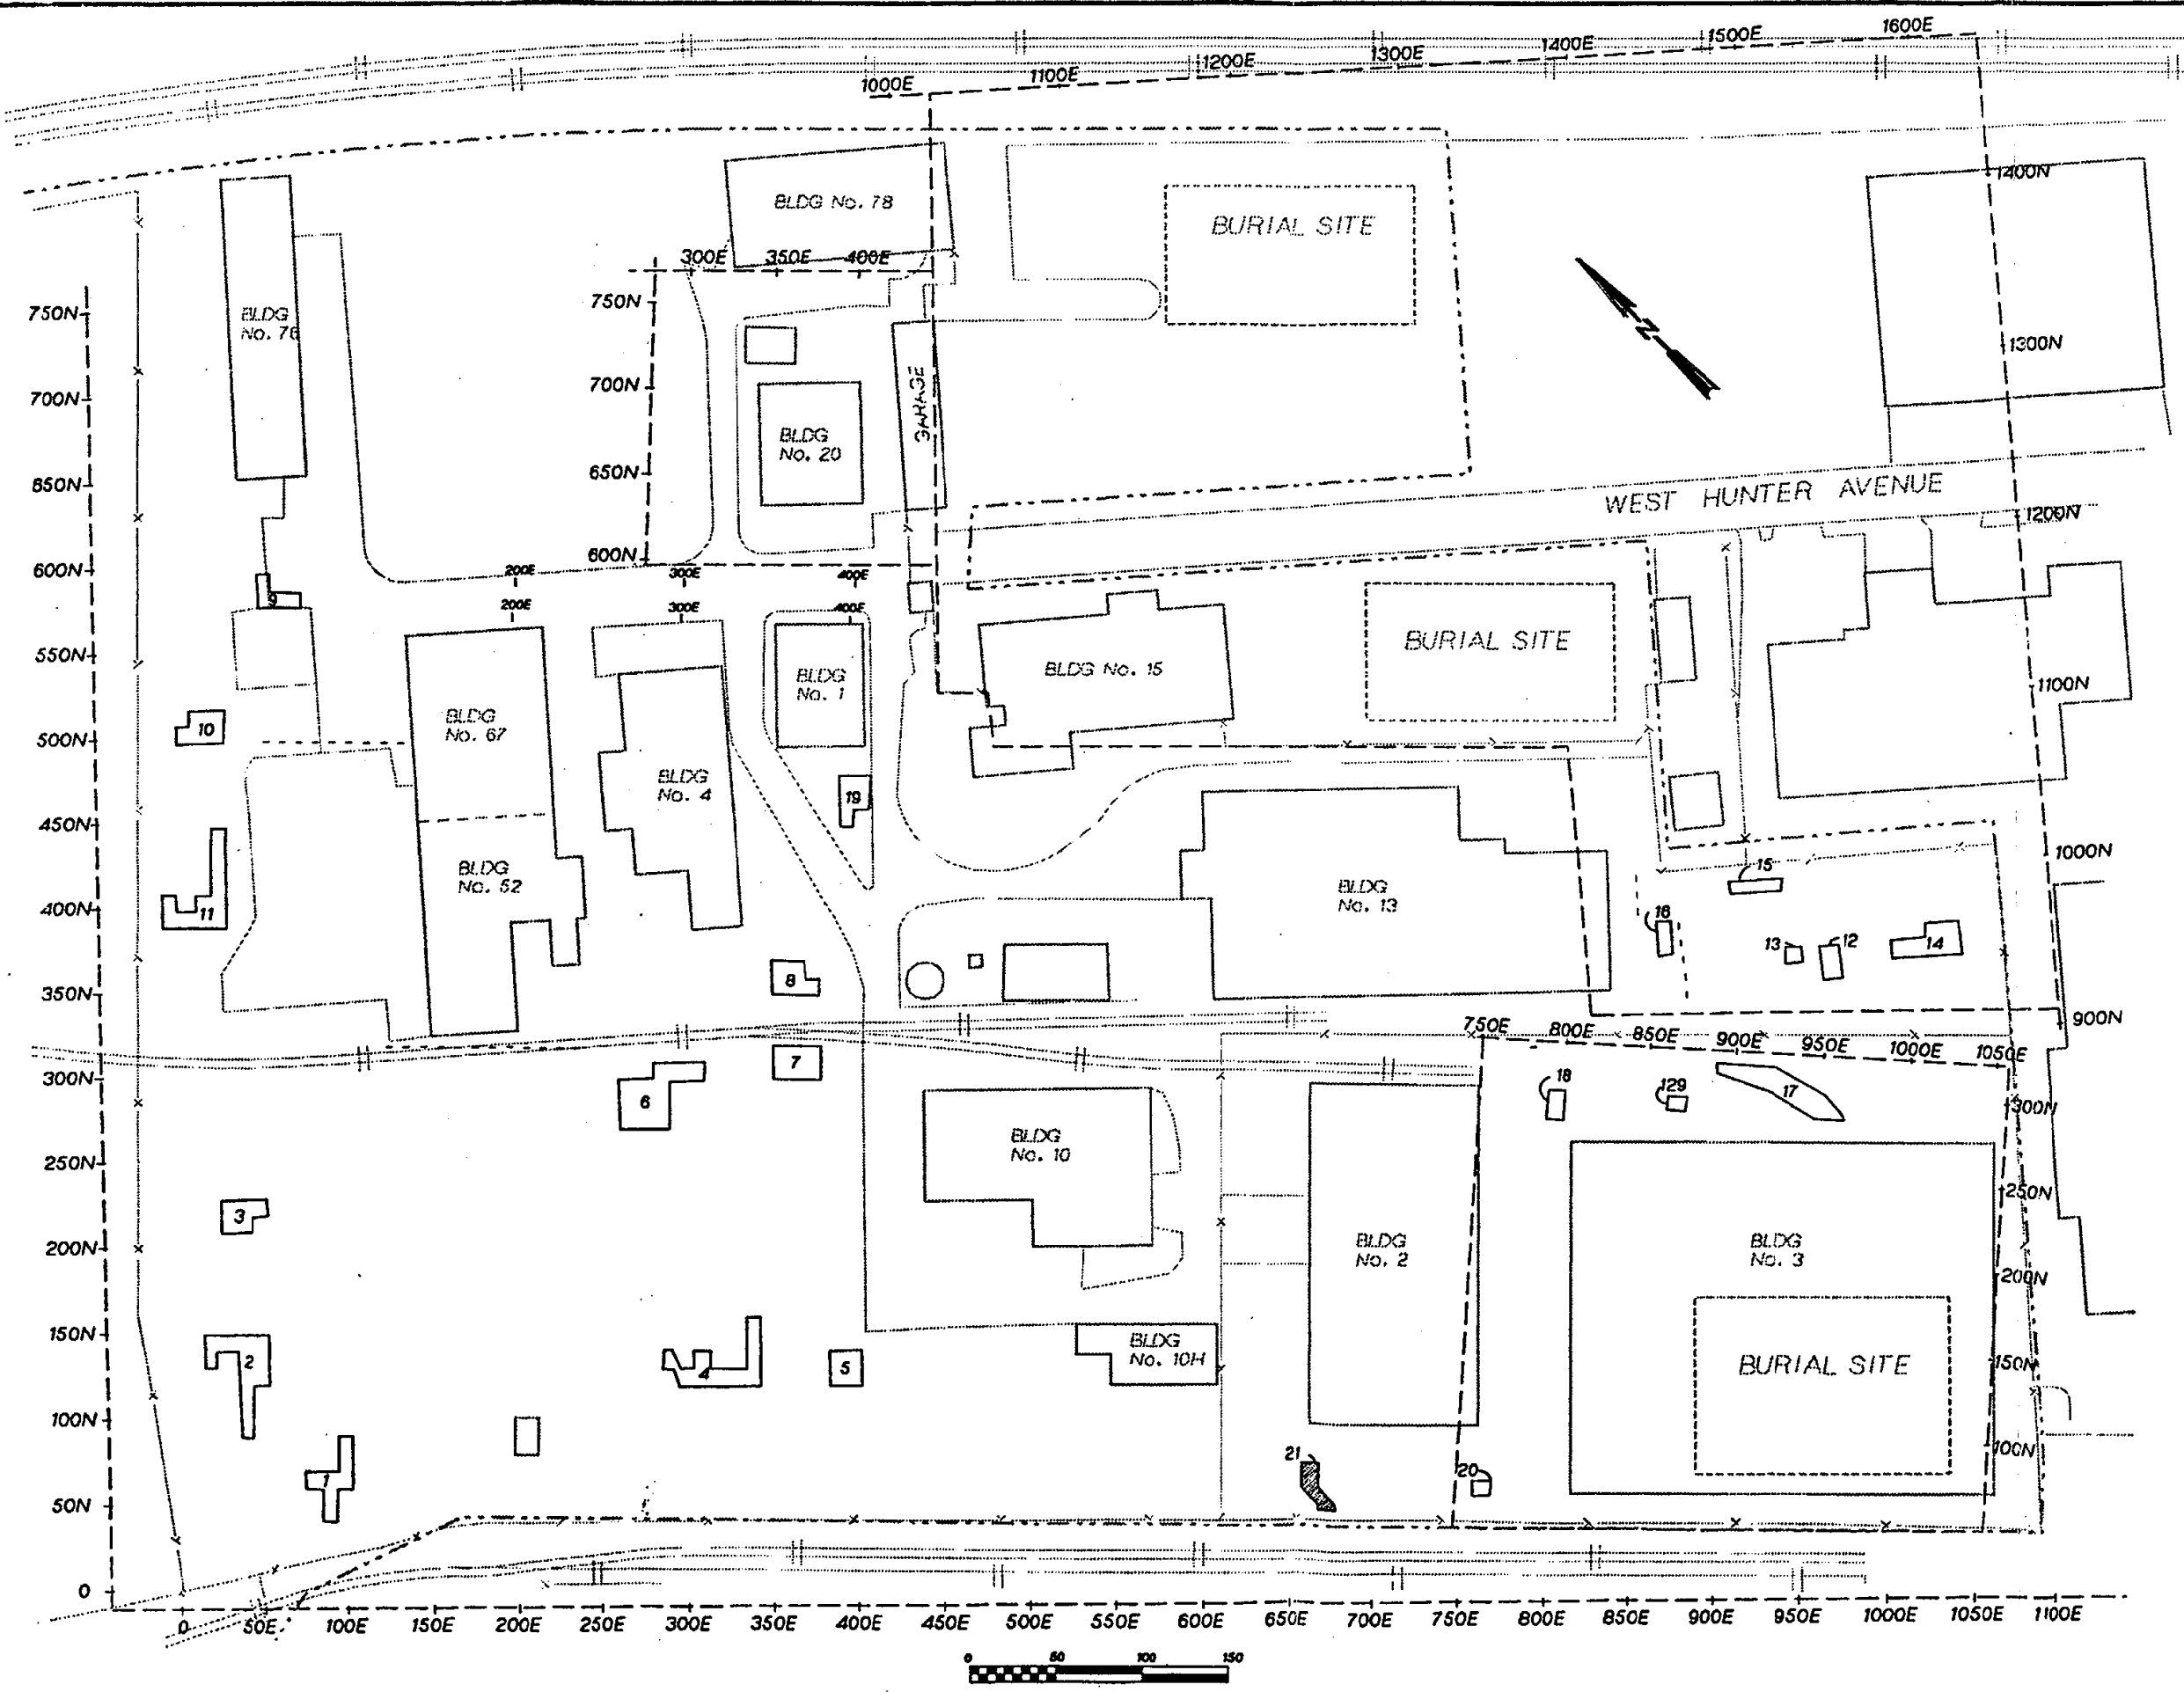 1600E
1500E
1400E
1300E
1200E
1100E
1000E
1400N
BLDG No. 78
BURIAL SITE
300E 350E 400E
750N
750N
BLDG
No. 76
N
1300N
700N
700N
GARAGE
BLDG
No. 20
650N
650N
WEST HUNTER AVENUE
1200N
600N
600N
200E 300E 400E
9
200E 300E 400E
550N
BLDG
No. 1
BLDG No. 15
BURIAL SITE
1100N
10
500N
BLDG
No. 67
BLDG
No. 4
19
450N
1000N
15
BLDG
No. 52
BLDG
No. 13
400N
11
16
13
12
14
8
350N
900N
750E 800E 850E 900E 950E 1000E 1050E
7
300N
6
18
129
17
300N
BLDG
No. 10
250N
250N
3
200N
BLDG
No. 2
BLDG
No. 3
200N
150N
2
4
5
BLDG
No. 10H
BURIAL SITE
150N
100N
100N
1
21
20
50N
0
0 50E 100E 150E 200E 250E 300E 350E 400E 450E 500E 550E 600E 650E 700E 750E 800E 850E 900E 950E 1000E 1050E 1100E
0 50 100 150